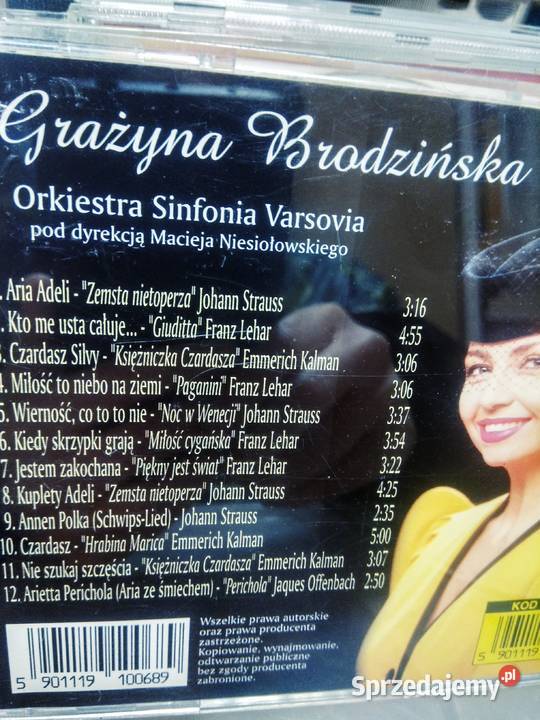 Grażyna Brodzińska
Orkiestra Sinfonia Varsovia
pod dyrekcją Macieja Niesiołowskiego
. Aria Adeli - "Zemsta nietoperza" Johann Strauss 3:16
. Kto me usta całuje... - "Giuditta" Franz Lehar 4:55
3. Czardasz Silvy - "Księżniczka Czardasza" Emmerich Kalman 3:06
4. Miłość to niebo na ziemi - "Paganini" Franz Lehar 3:06
5. Wierność, co to to nie - "Noc w Wenecji" Johann Strauss 3:37
6. Kiedy skrzypki grają - "Miłość cygańska" Franz Lehar 3:54
7. Jestem zakochana - "Piękny jest świat" Franz Lehar 3:22
8. Kuplety Adeli - "Zemsta nietoperza" Johann Strauss 4:25
9. Annen Polka (Schwips-Lied) - Johann Strauss 2:35
10. Czardasz - "Hrabina Marica" Emmerich Kalman 5:00
11. Nie szukaj szczęścia - "Księżniczka Czardasza" Emmerich Kalman 3:07
12. Arietta Perichola (Aria ze śmiechem) - "Perichola" Jaques Offenbach 2:50
Wszelkie prawa autorskie
oraz prawa producenta
zastrzeżone.
Kopiowanie, wynajmowanie,
odtwarzanie publiczne
bez zgody producenta
zabronione.
5 901119 100689
KOD
5 901119
Sprzedajemy.pl